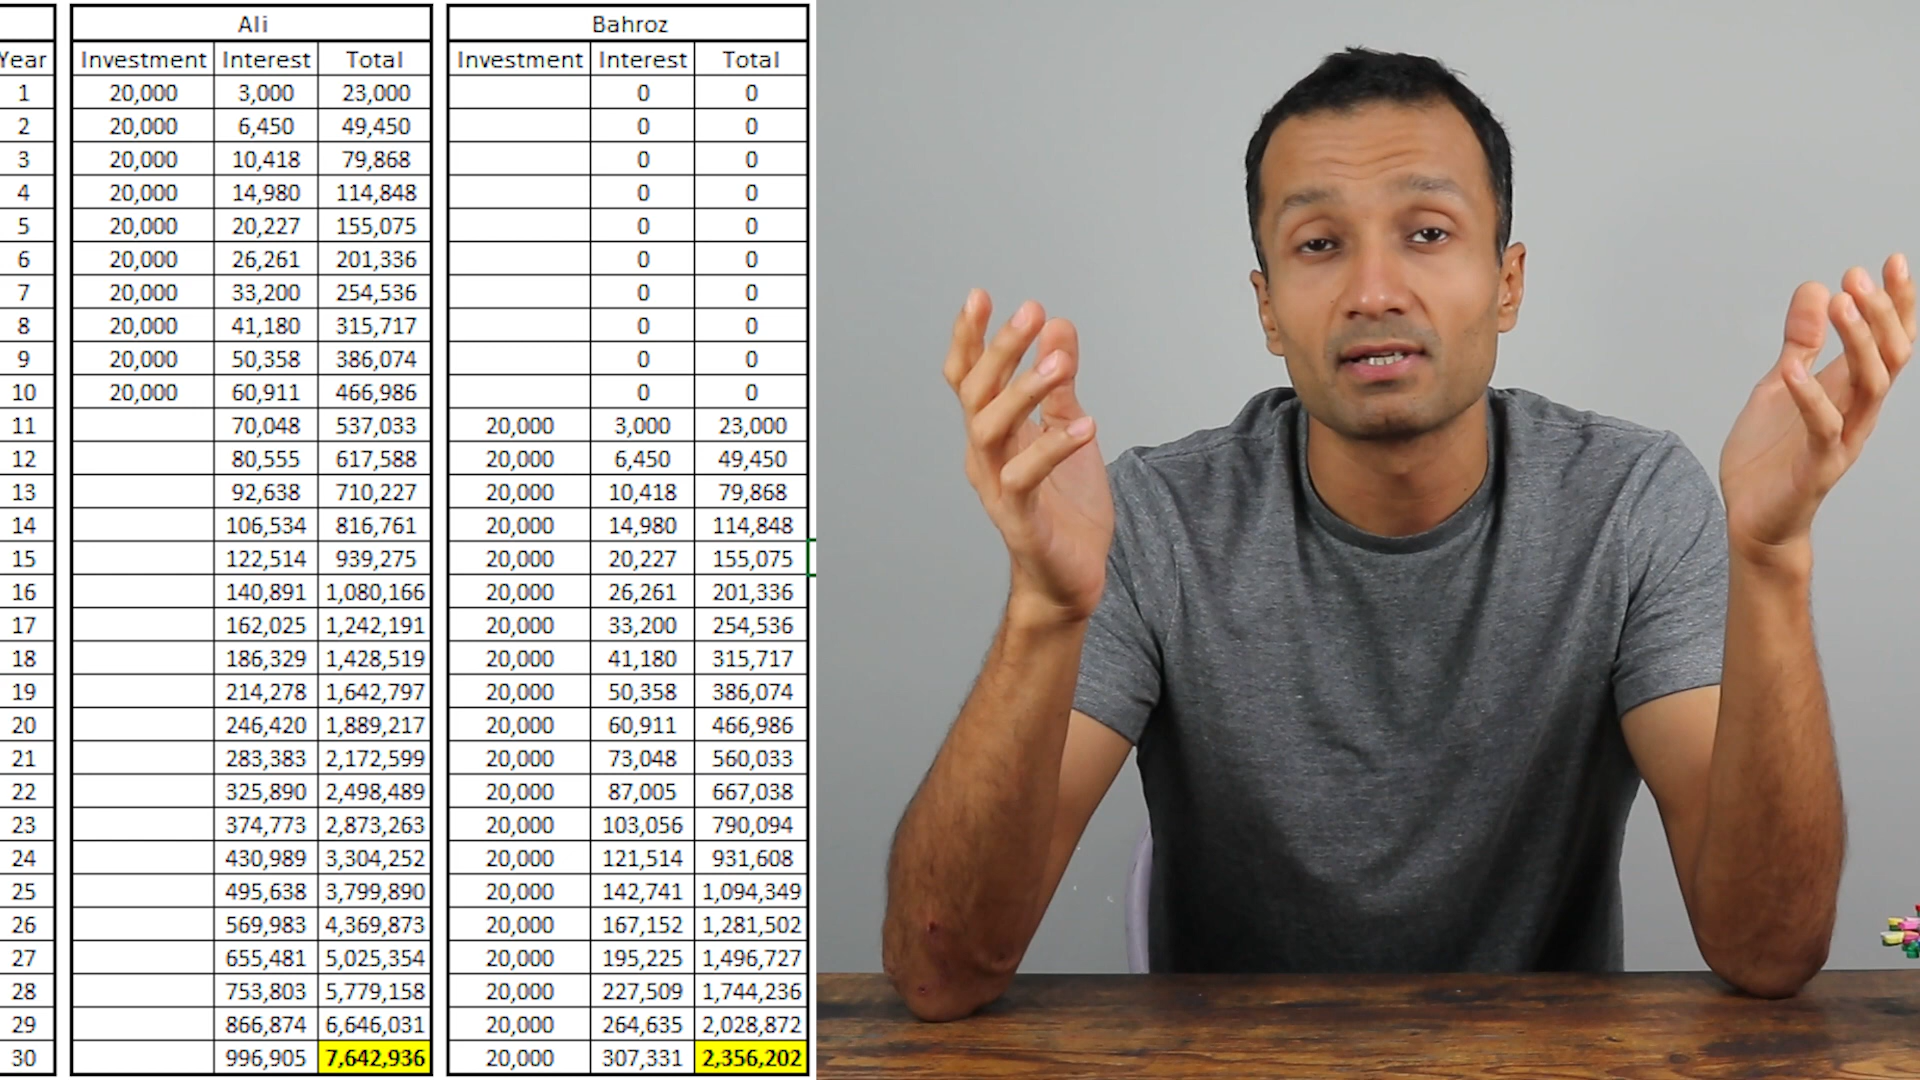 Ali Bahroz
Year Investment Interest Total Investment Interest Total
1 20,000 3,000 23,000 0 0
2 20,000 6,450 49,450 0 0
3 20,000 10,418 79,868 0 0
4 20,000 14,980 114,848 0 0
5 20,000 20,227 155,075 0 0
6 20,000 26,261 201,336 0 0
7 20,000 33,200 254,536 0 0
8 20,000 41,180 315,717 0 0
9 20,000 50,358 386,074 0 0
10 20,000 60,911 466,986 0 0
11 70,048 537,033 20,000 3,000 23,000
12 80,555 617,588 20,000 6,450 49,450
13 92,638 710,227 20,000 10,418 79,868
14 106,534 816,761 20,000 14,980 114,848
15 122,514 939,275 20,000 20,227 155,075
16 140,891 1,080,166 20,000 26,261 201,336
17 162,025 1,242,191 20,000 33,200 254,536
18 186,329 1,428,519 20,000 41,180 315,717
19 214,278 1,642,797 20,000 50,358 386,074
20 246,420 1,889,217 20,000 60,911 466,986
21 283,383 2,172,599 20,000 73,048 560,033
22 325,890 2,498,489 20,000 87,005 667,038
23 374,773 2,873,263 20,000 103,056 790,094
24 430,989 3,304,252 20,000 121,514 931,608
25 495,638 3,799,890 20,000 142,741 1,094,349
26 569,983 4,369,873 20,000 167,152 1,281,502
27 655,481 5,025,354 20,000 195,225 1,496,727
28 753,803 5,779,158 20,000 227,509 1,744,236
29 866,874 6,646,031 20,000 264,635 2,028,872
30 996,905 7,642,936 20,000 307,331 2,356,202